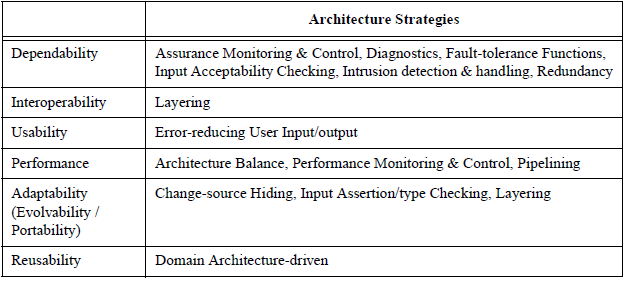 Architecture Strategies
Dependability
Assurance Monitoring & Control, Diagnostics, Fault-tolerance Functions,
Input Acceptability Checking, Intrusion detection & handling, Redundancy
Interoperability
Layering
Usability
Error-reducing User Input/output
Performance
Architecture Balance, Performance Monitoring & Control, Pipelining
Adaptability
(Evolvability /
Portability)
Change-source Hiding, Input Assertion/type Checking, Layering
Reusability
Domain Architecture-driven